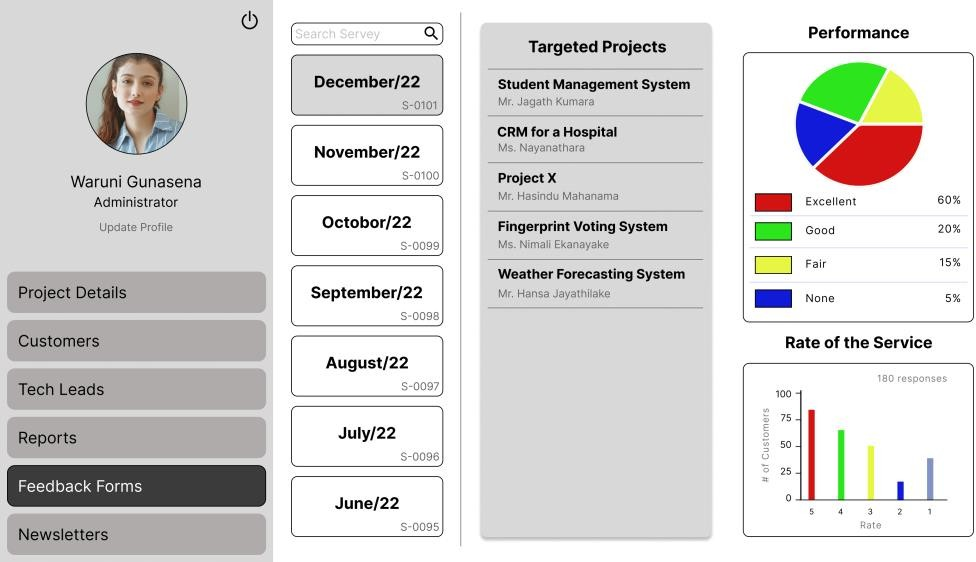 Waruni Gunasena
Administrator
Update Profile
Project Details
Customers
Tech Leads
Reports
Feedback Forms
Newsletters
Search Servey
December/22
S-0101
November/22
S-0100
Octobor/22
S-0099
September/22
S-0098
August/22
S-0097
July/22
S-0096
June/22
S-0095
Targeted Projects
Student Management System
Mr. Jagath Kumara
CRM for a Hospital
Ms. Nayanathara
Project X
Mr. Hasindu Mahanama
Fingerprint Voting System
Ms. Nimali Ekanayake
Weather Forecasting System
Mr. Hansa Jayathilake
Performance
Excellent 60%
Good 20%
Fair 15%
None 5%
Rate of the Service
180 responses
# of Customers
100
75
50
25
0
5 4 3 2 1
Rate